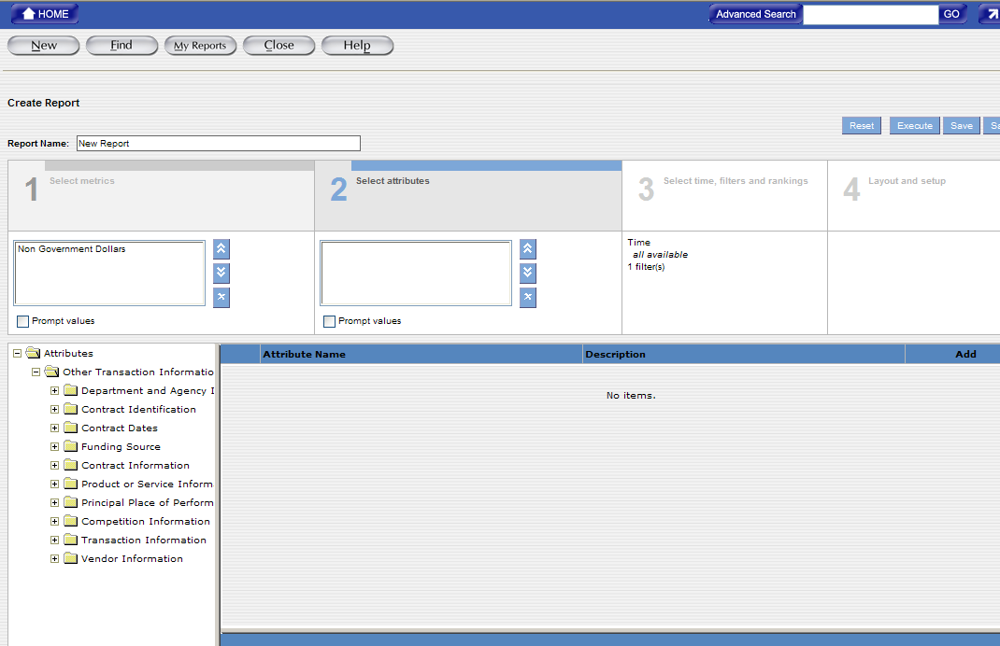 HOME
Advanced Search
GO
New Find My Reports Close Help
Create Report
Reset Execute Save Sa
Report Name: New Report
1 Select metrics
2 Select attributes
3 Select time, filters and rankings
4 Layout and setup
Non Government Dollars
Prompt values
Prompt values
Time
all available
1 filter(s)
Attributes
Other Transaction Informatio
Department and Agency I
Contract Identification
Contract Dates
Funding Source
Contract Information
Product or Service Inform
Principal Place of Perform
Competition Information
Transaction Information
Vendor Information
Attribute Name Description Add
No items.